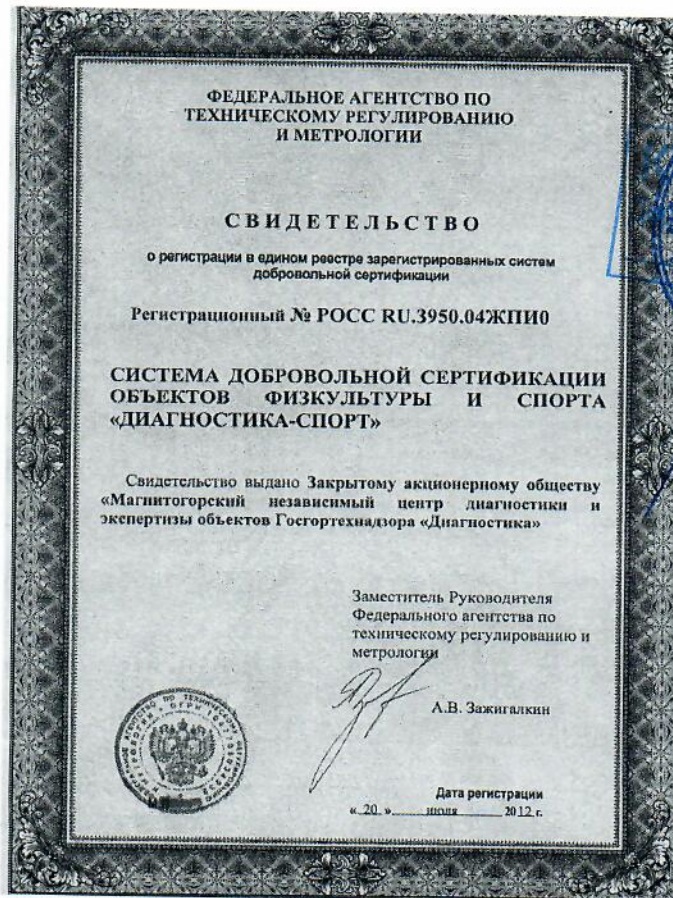 ФЕДЕРАЛЬНОЕ АГЕНТСТВО ПО
ТЕХНИЧЕСКОМУ РЕГУЛИРОВАНИЮ
И МЕТРОЛОГИИ
СВИДЕТЕЛЬСТВО
о регистрации в едином реестре зарегистрированных систем
добровольной сертификации
Регистрационный № РОСС RU.З950.04ЖПИ0
СИСТЕМА ДОБРОВОЛЬНОЙ СЕРТИФИКАЦИИ
ОБЪЕКТОВ ФИЗКУЛЬТУРЫ И СПОРТА
«ДИАГНОСТИКА-СПОРТ»
Свидетельство выдано Закрытому акционерному обществу
«Магнитогорский независимый центр диагностики и
экспертизы объектов Госгортехнадзора «Диагностика»
Заместитель Руководителя
Федерального агентства по
техническому регулированию и
метрологии
А.В. Зажигалкин
Дата регистрации
« 20 » июля 2012 г.